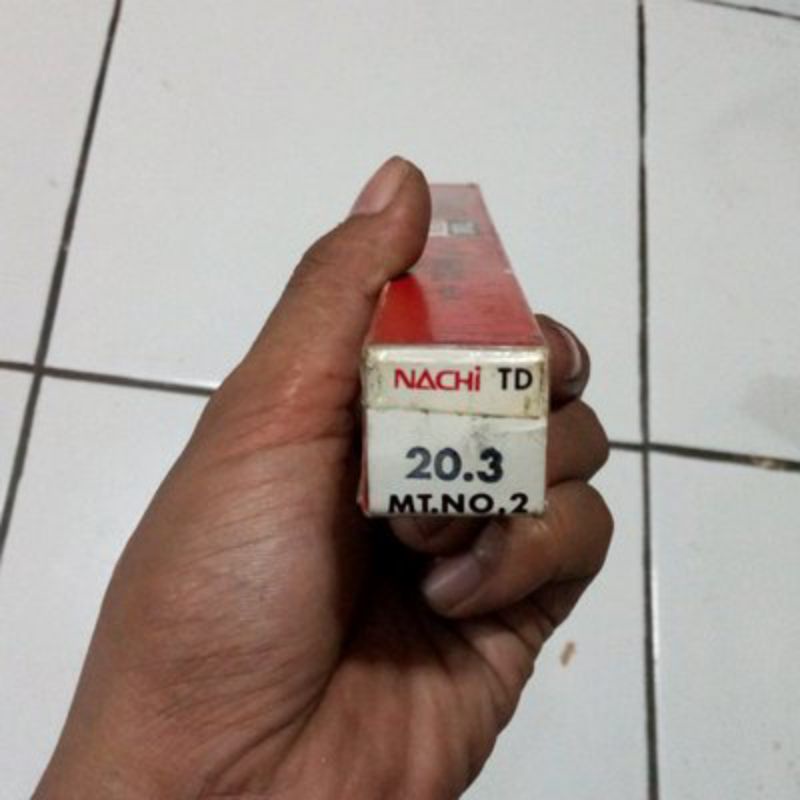 NACHi TD
20.3
MT.NO,2